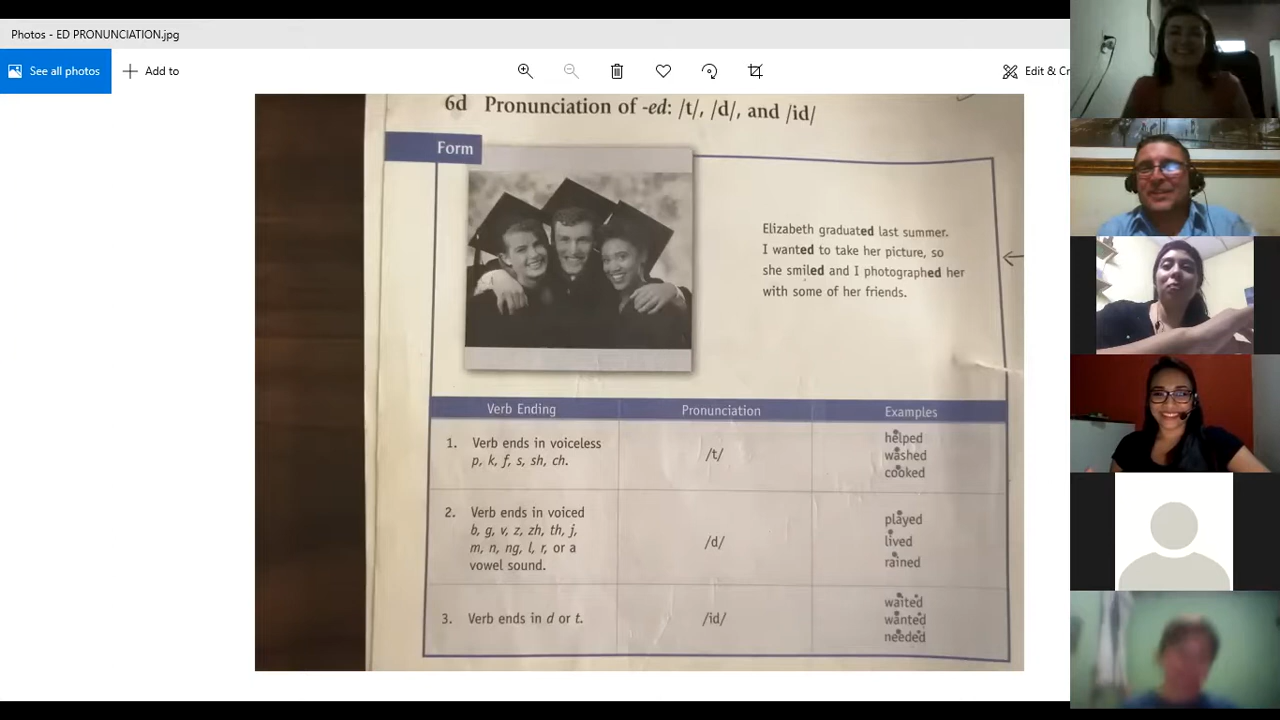 Photos - ED PRONUNCIATION.jpg
See all photos
Add to
Edit & Cr
6d Pronunciation of -ed: /t/, /d/, and /id/
Form
Elizabeth graduated last summer.
I wanted to take her picture, so
she smiled and I photographed her
with some of her friends.
Verb Ending Pronunciation Examples
1. Verb ends in voiceless
p, k, f, s, sh, ch.
/t/
helped
washed
cooked
2. Verb ends in voiced
b, g, v, z, zh, th, j,
m, n, ng, l, r, or a
vowel sound.
/d/
played
lived
rained
3. Verb ends in d or t.
/id/
waited
wanted
needed